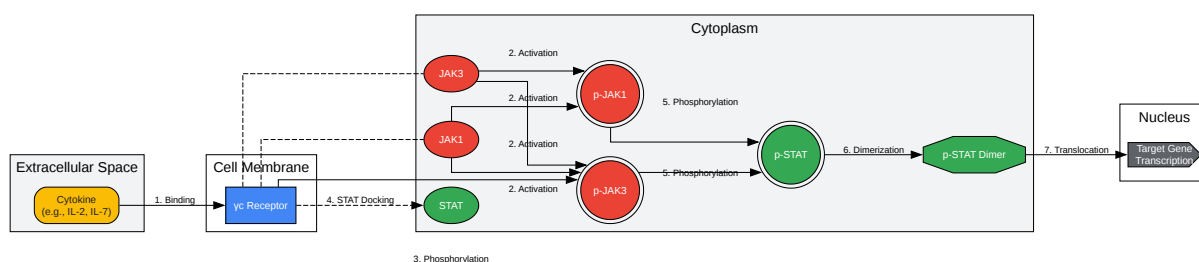 Cytoplasm
Extracellular Space
Cytokine
(e.g., IL-2, IL-7)
1. Binding
Cell Membrane
γc Receptor
4. STAT Docking
JAK3
JAK1
STAT
2. Activation
2. Activation
2. Activation
2. Activation
p-JAK1
p-JAK3
5. Phosphorylation
5. Phosphorylation
p-STAT
6. Dimerization
p-STAT Dimer
7. Translocation
Nucleus
Target Gene
Transcription
3. Phosphorylation